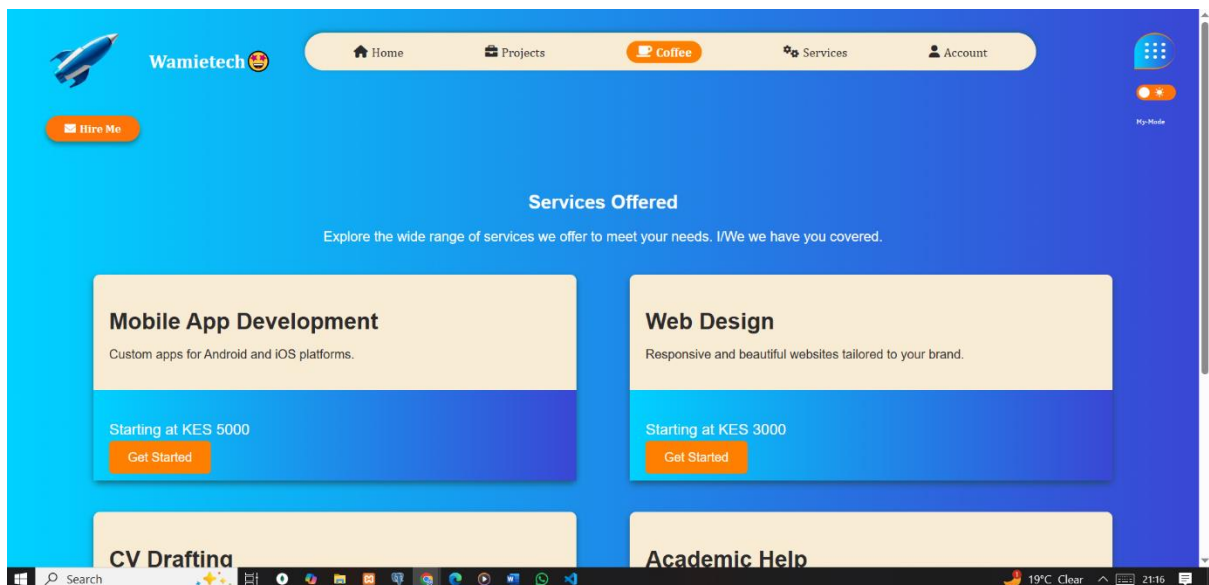 Wamietech🤩
Home
Projects
Coffee
Services
Account
Hire Me
My-Mode
Services Offered
Explore the wide range of services we offer to meet your needs. I/We we have you covered.
Mobile App Development
Custom apps for Android and iOS platforms.
Starting at KES 5000
Get Started
Web Design
Responsive and beautiful websites tailored to your brand.
Starting at KES 3000
Get Started
CV Drafting
Academic Help
Search
19°C Clear
21:16